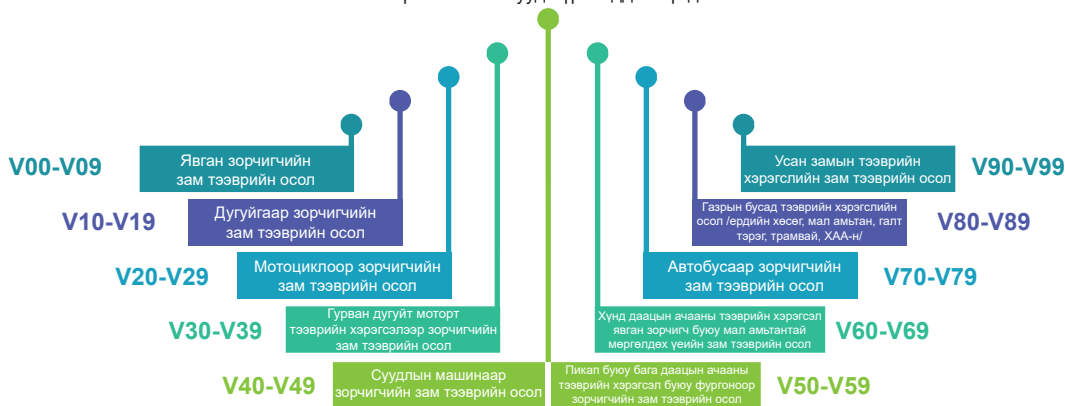 V00-V09
Явган зорчигчийн
зам тээврийн осол
V10-V19
Дугуйгаар зорчигчийн
зам тээврийн осол
V20-V29
Мотоциклоор зорчигчийн
зам тээврийн осол
V30-V39
Гурван дугуйт моторт
тээврийн хэрэгсэлээр зорчигчийн
зам тээврийн осол
V40-V49
Суудлын машинаар
зорчигчийн зам тээврийн осол
Усан замын тээврийн
хэрэгслийн зам тээврийн осол
V90-V99
Газрын бусад тээврийн хэрэгслийн
осол /ердийн хөсөг, мал амьтан, галт
тэрэг, трамвай, ХАА-н/
V80-V89
Автобусаар зорчигчийн
зам тээврийн осол
V70-V79
Хүнд даацын ачааны тээврийн хэрэгсэл
явган зорчигч буюу мал амьтантай
мөргөлдөх үеийн зам тээврийн осол
V60-V69
Пикап буюу бага даацын ачааны
тээврийн хэрэгсэл буюу фургоноор
зорчигчийн зам тээврийн осол
V50-V59